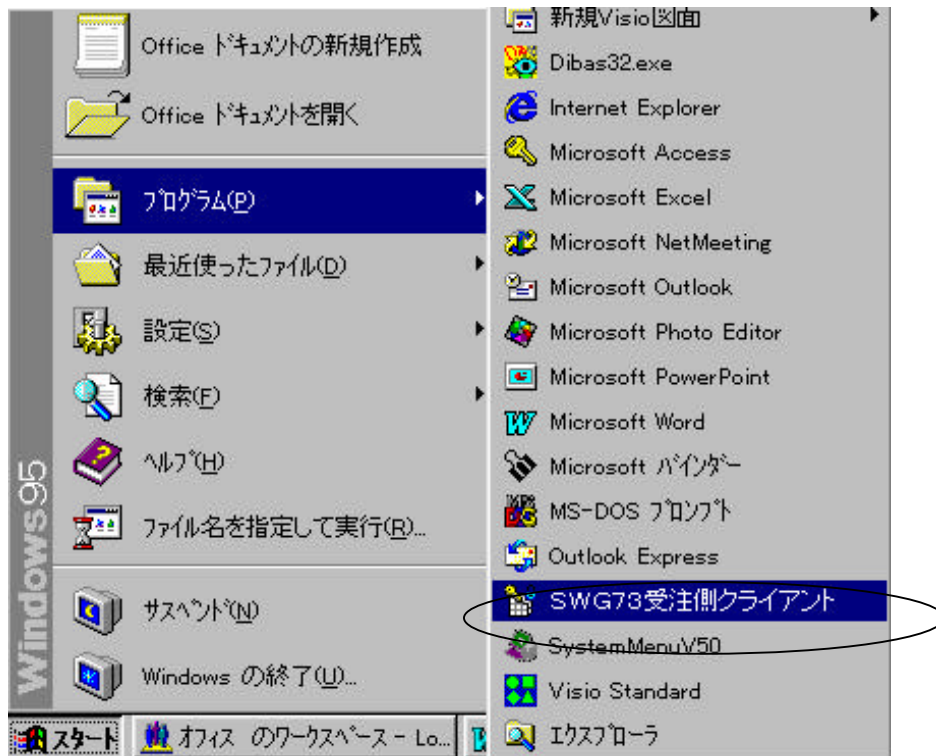 Office ﾄﾞｷｭﾒﾝﾄの新規作成
Office ﾄﾞｷｭﾒﾝﾄを開く
ﾌﾟﾛｸﾞﾗﾑ(P)
最近使ったﾌｧｲﾙ(D)
設定(S)
検索(F)
ﾍﾙﾌﾟ(H)
ﾌｧｲﾙ名を指定して実行(R)...
ｻｽﾍﾟﾝﾄﾞ(N)
Windows の終了(U)...
Windows95
スタート
オフィス のワークスペース - Lo...
新規Visio図面
Dibas32.exe
Internet Explorer
Microsoft Access
Microsoft Excel
Microsoft NetMeeting
Microsoft Outlook
Microsoft Photo Editor
Microsoft PowerPoint
Microsoft Word
Microsoft ﾊﾞｲﾝﾀﾞｰ
MS-DOS ﾌﾟﾛﾝﾌﾟﾄ
Outlook Express
SWG73受注側クライアント
SystemMenuV50
Visio Standard
ｴｸｽﾌﾟﾛｰﾗ